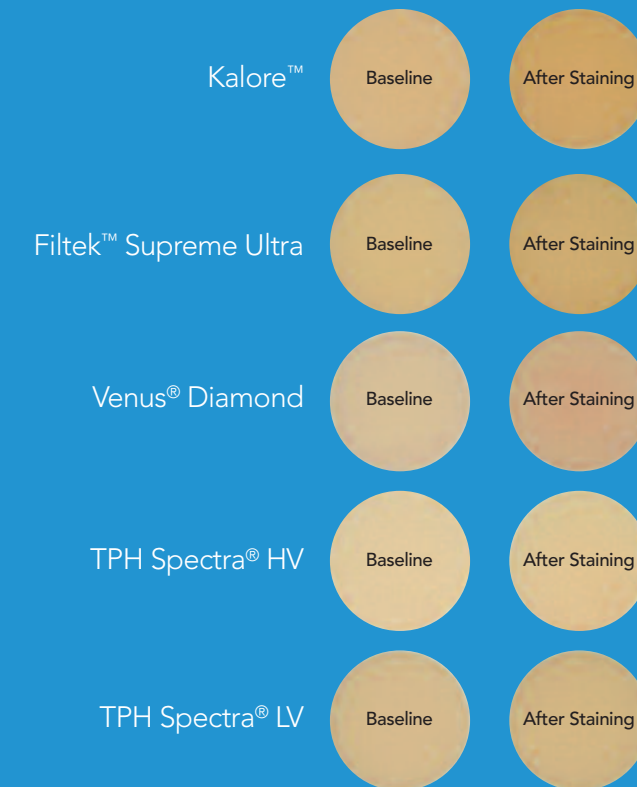 Kalore™ Baseline After Staining
Filtek™ Supreme Ultra Baseline After Staining
Venus® Diamond Baseline After Staining
TPH Spectra® HV Baseline After Staining
TPH Spectra® LV Baseline After Staining